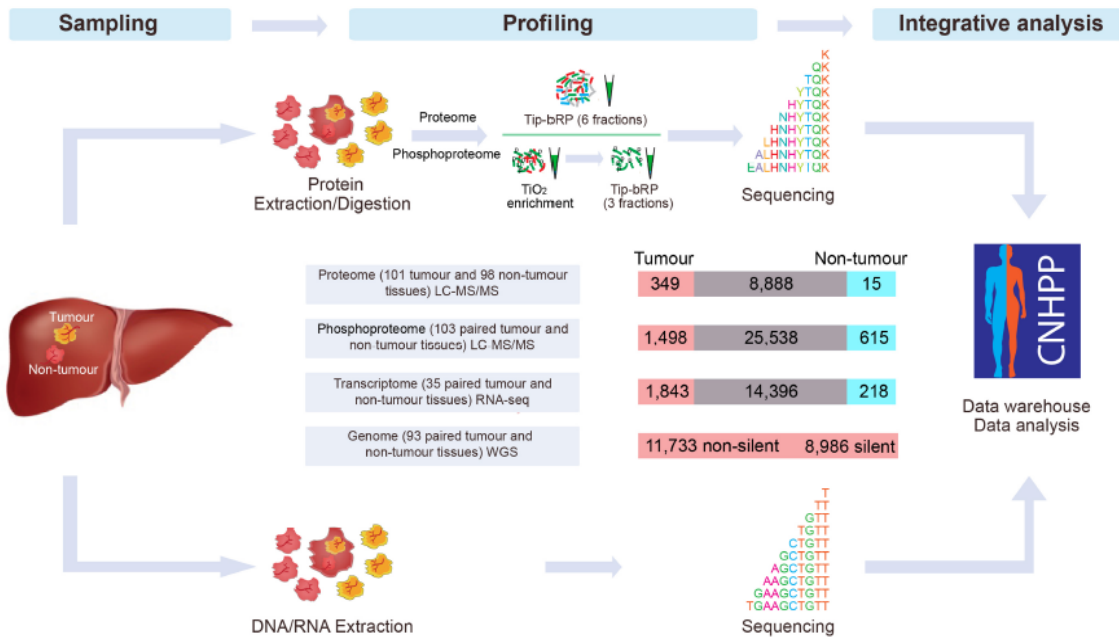 Sampling
Profiling
Integrative analysis
Protein
Extraction/Digestion
Proteome
Phosphoproteome
Tip-bRP (6 fractions)
TiO2
enrichment
Tip-bRP
(3 fractions)
K
QK
TQK
YTQK
HYTQK
NHYTQK
HNHYTQK
LHNHYTQK
ALHNHYTQK
EALHNHYTQK
Sequencing
Tumour
Non-tumour
Proteome (101 tumour and 98 non-tumour
tissues) LC-MS/MS
Phosphoproteome (103 paired tumour and
non-tumour tissues) LC MS/MS
Transcriptome (35 paired tumour and
non-tumour tissues) RNA-seq
Genome (93 paired tumour and
non-tumour tissues) WGS
Tumour
Non-tumour
349
8,888
15
1,498
25,538
615
1,843
14,396
218
11,733 non-silent
8,986 silent
CNHPP
Data warehouse
Data analysis
DNA/RNA Extraction
T
TT
GTT
TGTT
CTGTT
GCTGTT
AGCTGTT
AAGCTGTT
GAAGCTGTT
TGAAGCTGTT
Sequencing